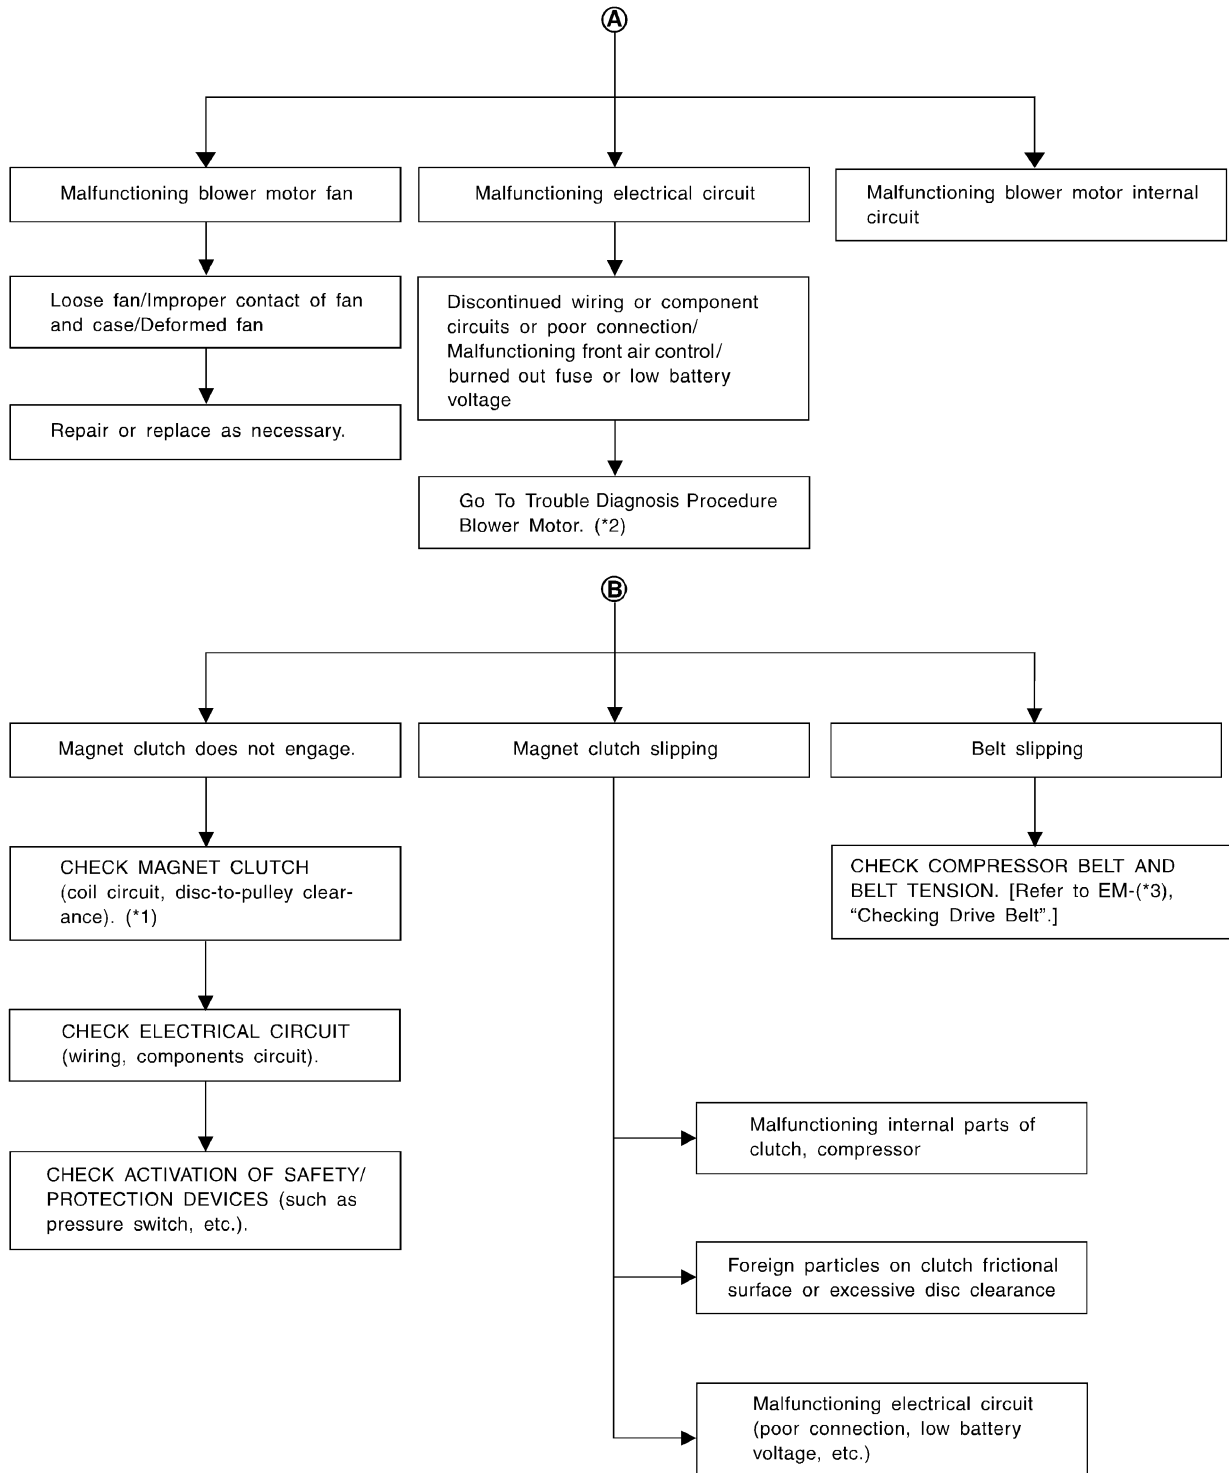 A
Malfunctioning blower motor fan
Malfunctioning electrical circuit
Malfunctioning blower motor internal
circuit
Loose fan/Improper contact of fan
and case/Deformed fan
Discontinued wiring or component
circuits or poor connection/
Malfunctioning front air control/
burned out fuse or low battery
voltage
Repair or replace as necessary.
Go To Trouble Diagnosis Procedure
Blower Motor. (*2)
B
Magnet clutch does not engage.
Magnet clutch slipping
Belt slipping
CHECK MAGNET CLUTCH
(coil circuit, disc-to-pulley clear-
ance). (*1)
CHECK COMPRESSOR BELT AND
BELT TENSION. [Refer to EM-(*3),
“Checking Drive Belt”.]
CHECK ELECTRICAL CIRCUIT
(wiring, components circuit).
CHECK ACTIVATION OF SAFETY/
PROTECTION DEVICES (such as
pressure switch, etc.).
Malfunctioning internal parts of
clutch, compressor
Foreign particles on clutch frictional
surface or excessive disc clearance
Malfunctioning electrical circuit
(poor connection, low battery
voltage, etc.)